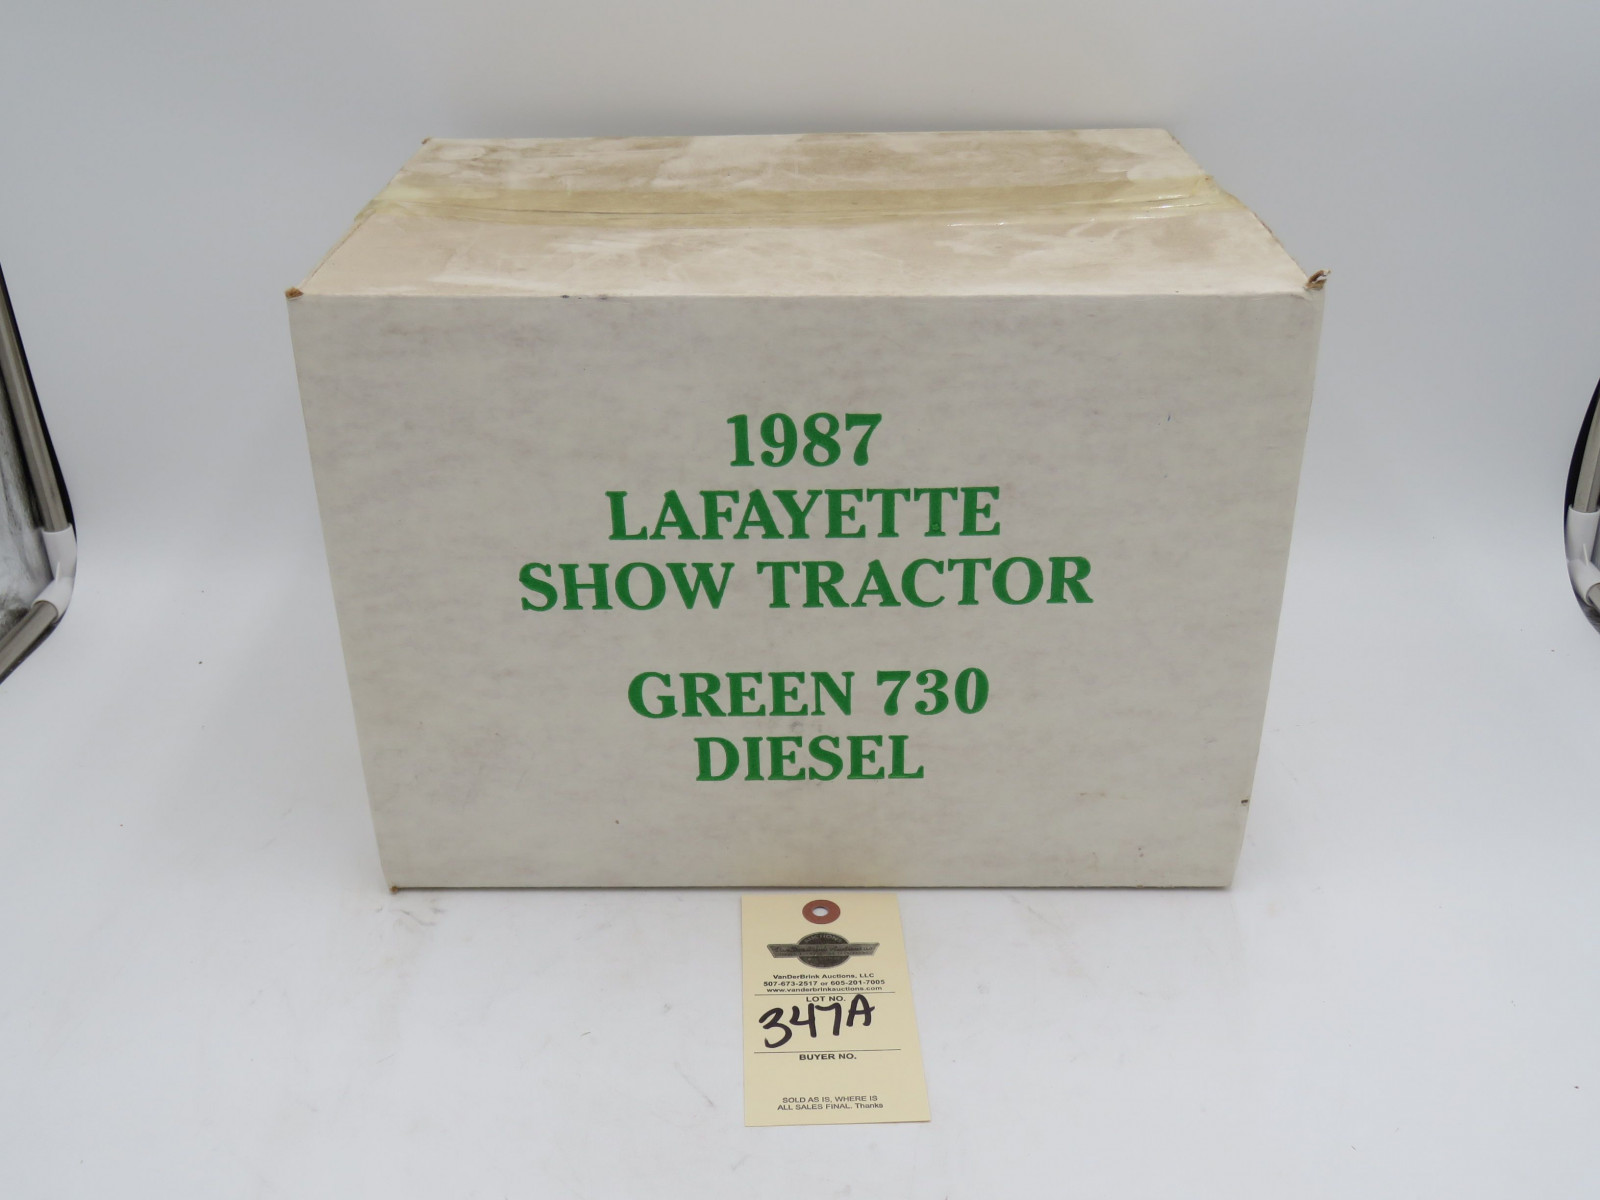 1987
LAFAYETTE
SHOW TRACTOR
GREEN 730
DIESEL
VanDerBrink Auctions, LLC
507-673-2517 or 605-201-7005
www.vanderbrinkauctions.com
LOT NO.
347A
BUYER NO.
SOLD AS IS, WHERE IS
ALL SALES FINAL. Thanks